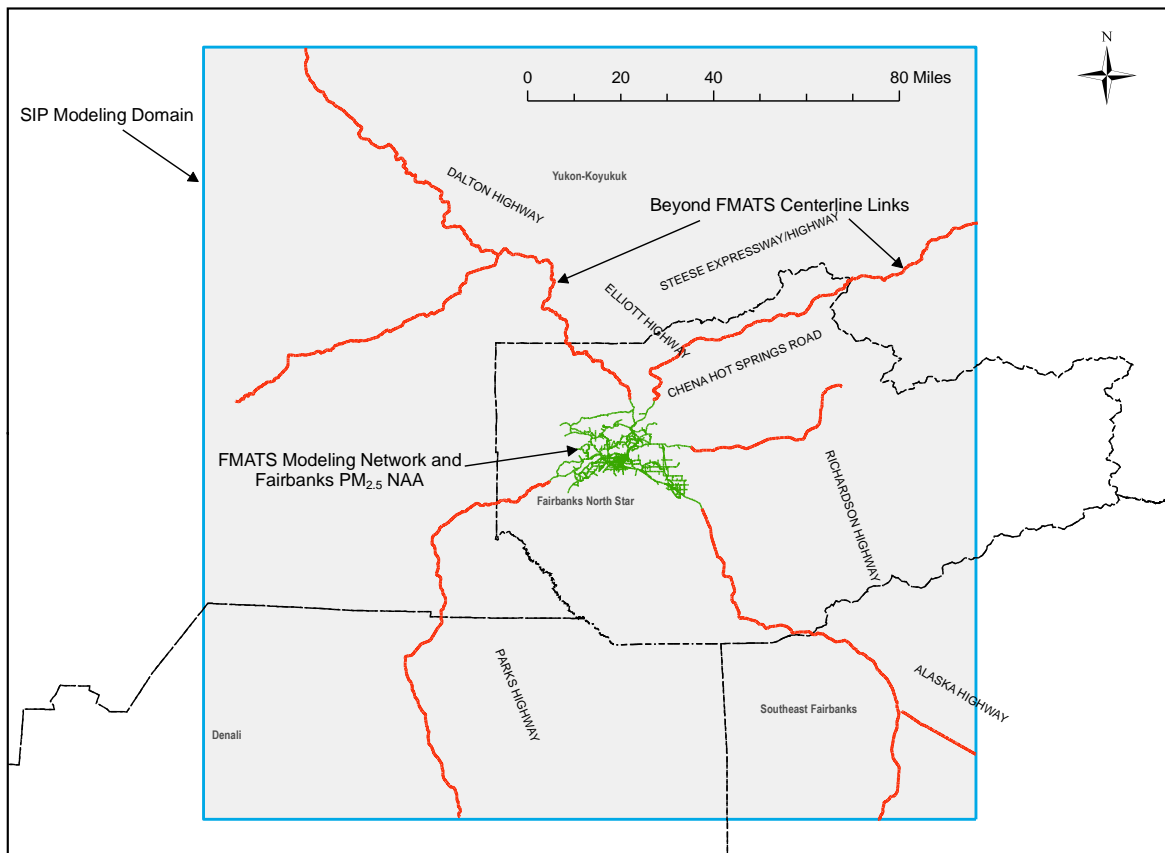 N
0 20 40 80 Miles
SIP Modeling Domain
DALTON HIGHWAY
Yukon-Koyukuk
Beyond FMATS Centerline Links
STEESE EXPRESSWAY/HIGHWAY
ELLIOTT HIGHWAY
CHENA HOT SPRINGS ROAD
FMATS Modeling Network and
Fairbanks PM2.5 NAA
Fairbanks North Star
RICHARDSON HIGHWAY
PARKS HIGHWAY
ALASKA HIGHWAY
Southeast Fairbanks
Denali